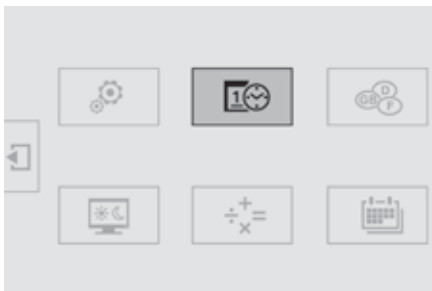 1
GB D F
÷ + × =